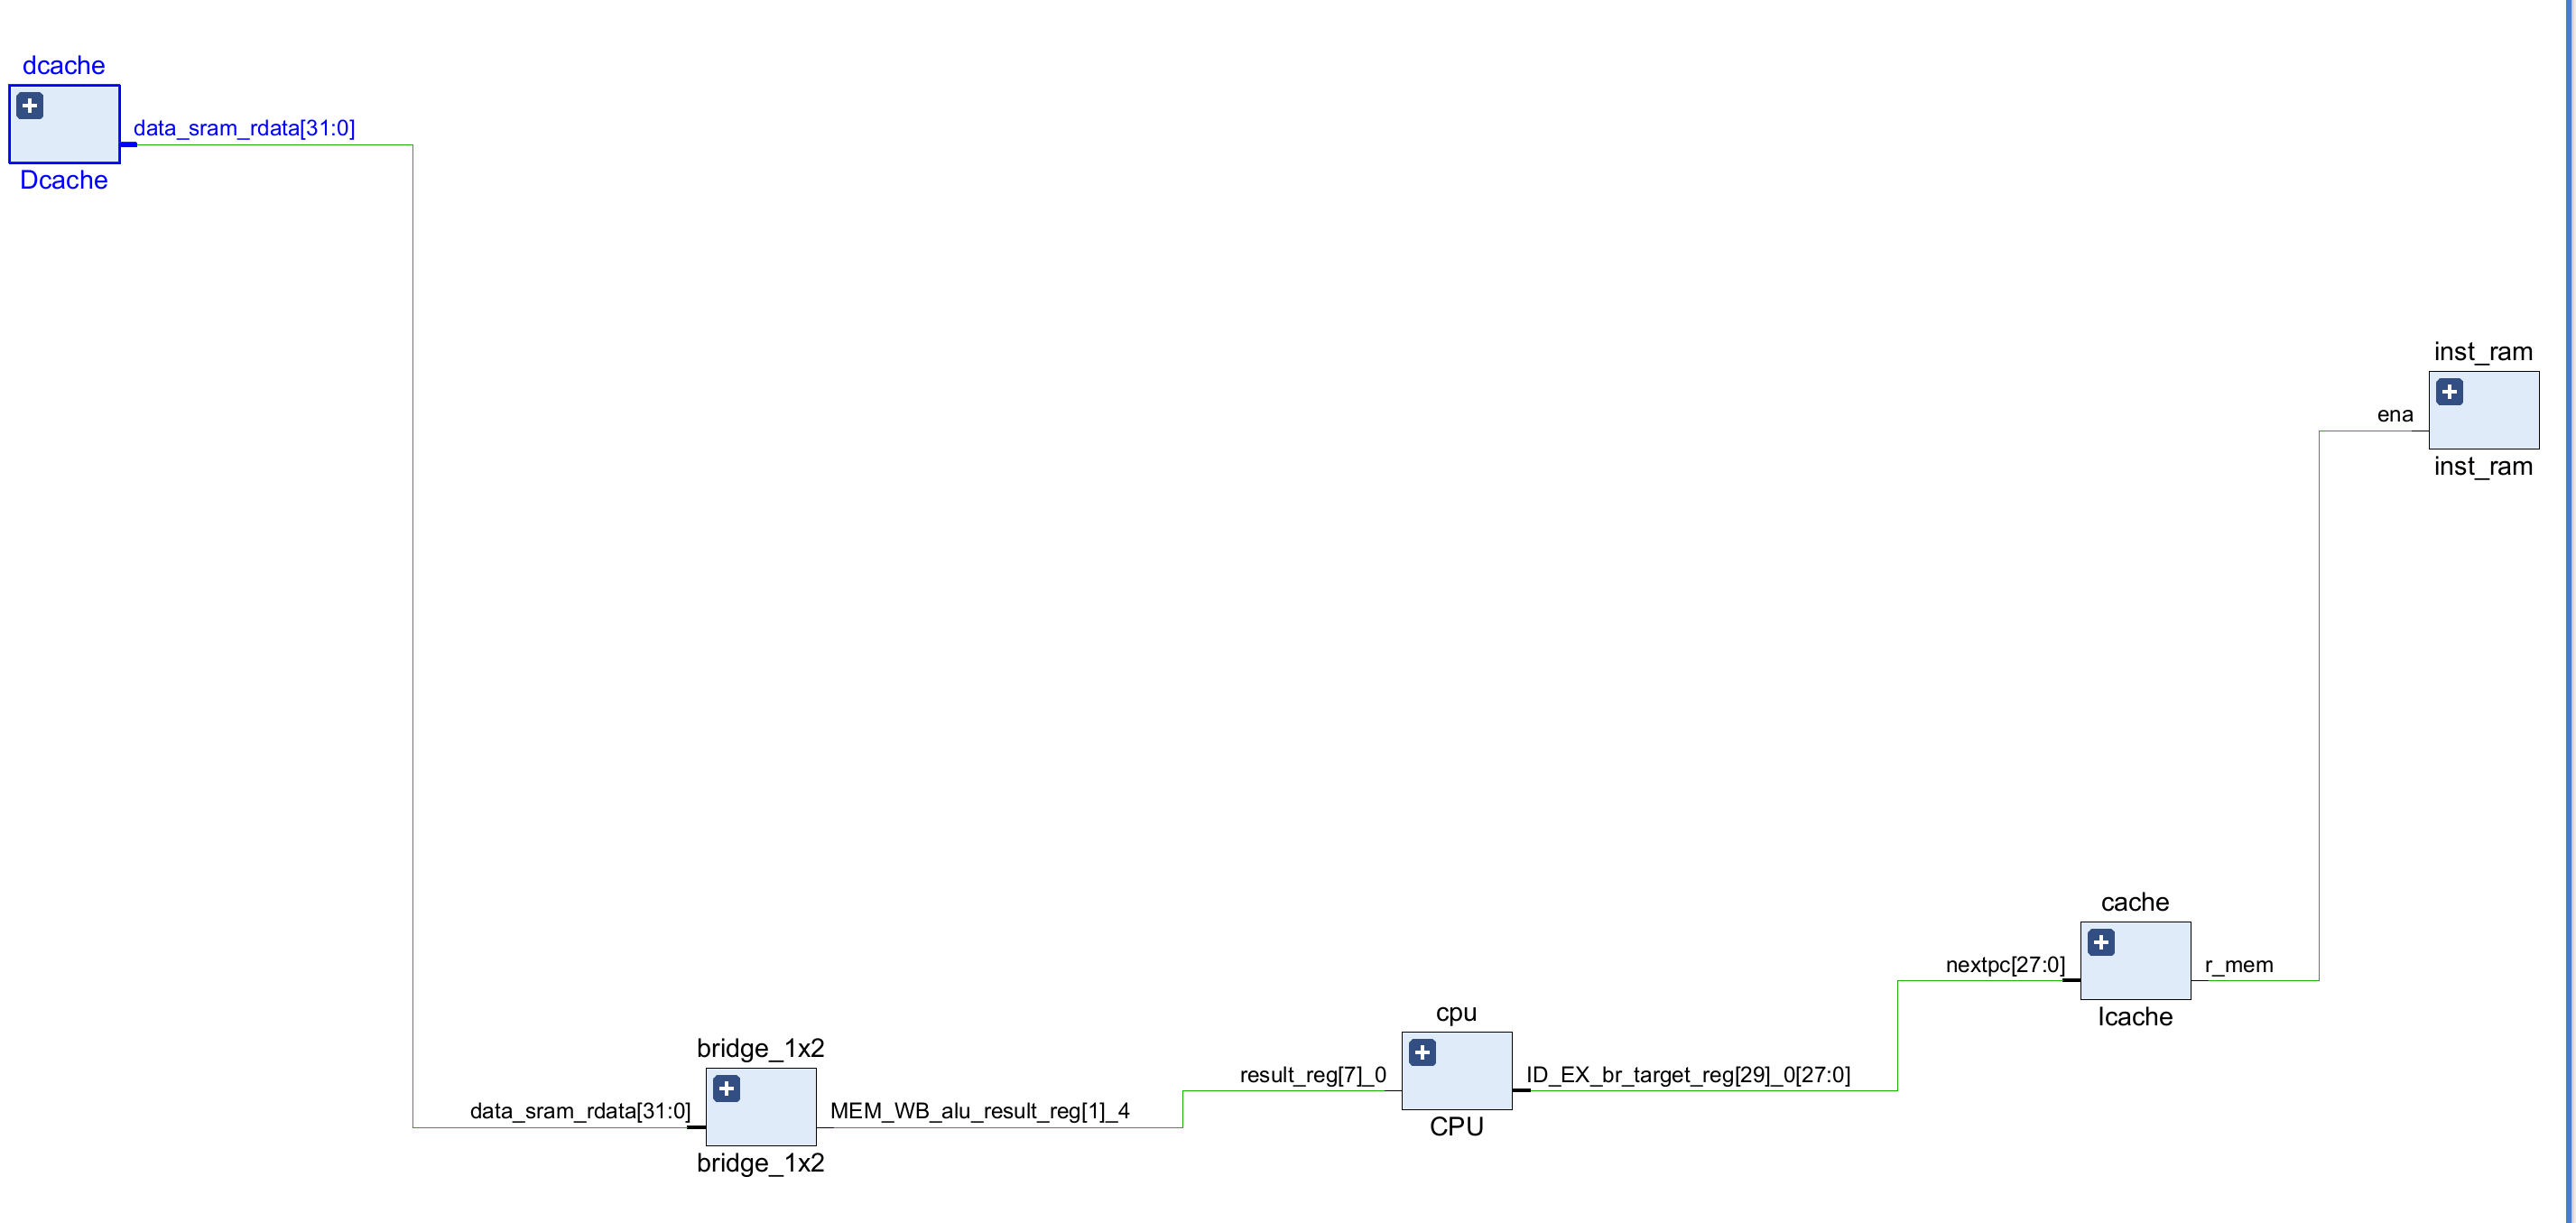 dcache
data_sram_rdata[31:0]
Dcache
inst_ram
ena
inst_ram
cache
nextpc[27:0]
r_mem
Icache
cpu
result_reg[7]_0
ID_EX_br_target_reg[29]_0[27:0]
CPU
bridge_1x2
data_sram_rdata[31:0]
MEM_WB_alu_result_reg[1]_4
bridge_1x2